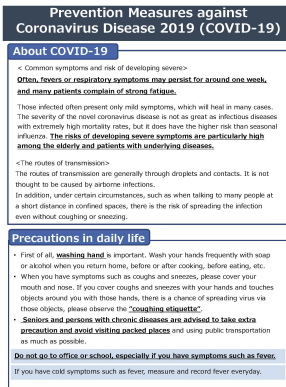 Prevention Measures against
Coronavirus Disease 2019 (COVID-19)
About COVID-19
< Common symptoms and risk of developing severe>
Often, fevers or respiratory symptoms may persist for around one week,
and many patients complain of strong fatigue.
Those infected often present only mild symptoms, which will heal in many cases.
The severity of the novel coronavirus disease is not as great as infectious diseases
with extremely high mortality rates, but it does have the higher risk than seasonal
influenza. The risks of developing severe symptoms are particularly high
among the elderly and patients with underlying diseases.
<The routes of transmission>
The routes of transmission are generally through droplets and contacts. It is not
thought to be caused by airborne infections.
In addition, under certain circumstances, such as when talking to many people at
a short distance in confined spaces, there is the risk of spreading the infection
even without coughing or sneezing.
Precautions in daily life
• First of all, washing hand is important. Wash your hands frequently with soap
or alcohol when you return home, before or after cooking, before eating, etc.
• When you have symptoms such as coughs and sneezes, please cover your
mouth and nose. If you cover coughs and sneezes with your hands and touches
objects around you with those hands, there is a chance of spreading virus via
those objects, please observe the "coughing etiquette".
• Seniors and persons with chronic diseases are advised to take extra
precaution and avoid visiting packed places and using public transportation
as much as possible.
Do not go to office or school, especially if you have symptoms such as fever.
If you have cold symptoms such as fever, measure and record fever everyday.